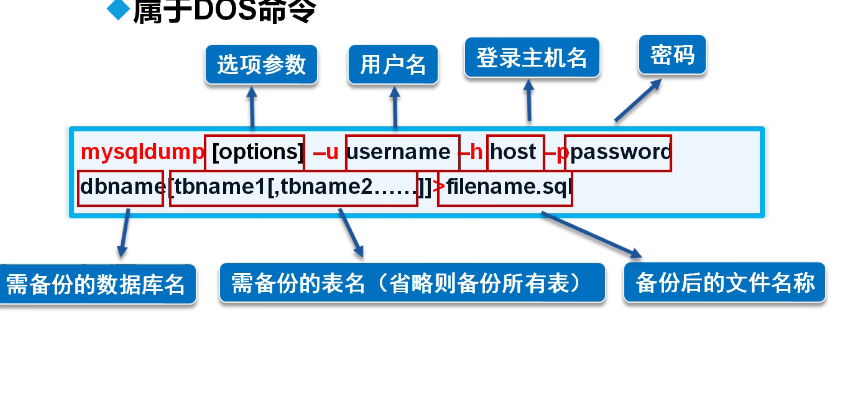 属于DOS命令
选项参数
用户名
登录主机名
密码
mysqldump [options] –u username –h host –ppassword
dbname[tbname1[,tbname2……]]>filename.sql
需备份的数据库名
需备份的表名（省略则备份所有表）
备份后的文件名称